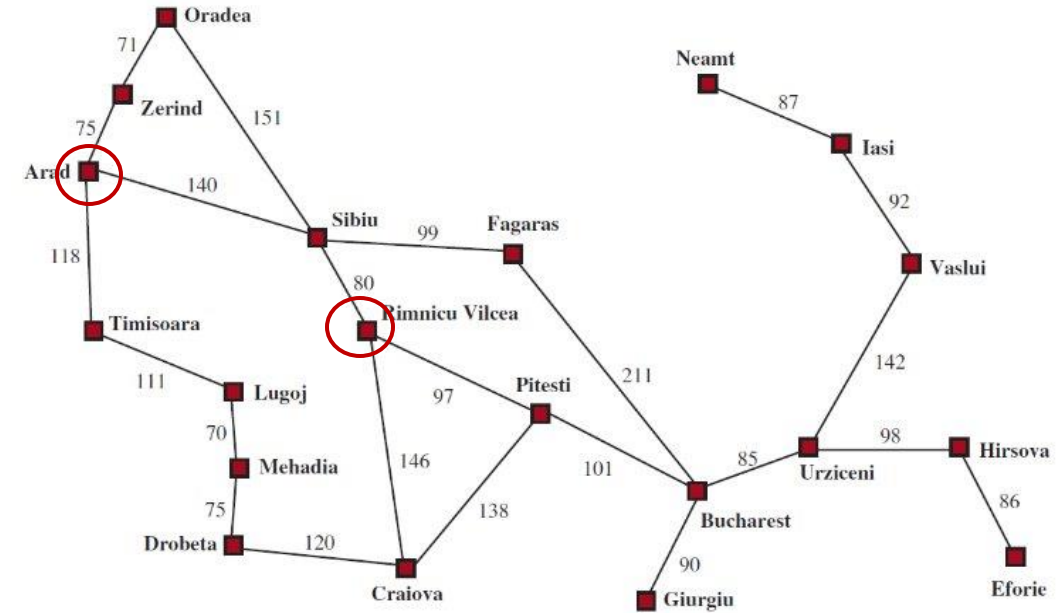 Oradea
71
Neamt
87
Zerind
151
75
Iasi
Arad
140
92
Sibiu
Fagaras
99
118
Vaslui
80
Rimnicu Vilcea
Timisoara
142
211
111
Pitesti
Lugoj
97
70
98
Hirsova
146
85
Mehadia
101
Urziceni
86
75
138
Bucharest
Drobeta
120
90
Eforie
Craiova
Giurgiu